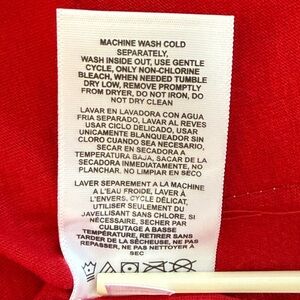 MACHINE WASH COLD
SEPARATELY,
WASH INSIDE OUT, USE GENTLE
CYCLE, ONLY NON-CHLORINE
BLEACH, WHEN NEEDED TUMBLE
DRY LOW, REMOVE PROMPTLY
FROM DRYER, DO NOT IRON, DO
NOT DRY CLEAN
LAVAR EN LAVADORA CON AGUA
FRIA SEPARADO, LAVAR AL REVES
USAR CICLO DELICADO, USAR
UNICAMENTE BLANQUEADOR SIN
CLORO CUANDO SEA NECESARIO,
SECAR EN SECADORA A
TEMPERATURA BAJA, SACAR DE LA
SECADORA INMEDIATAMENTE, NO
PLANCHAR. NO LIMPIAR EN SECO
LAVER SEPAREMENT A LA MACHINE
A L'EAU FROIDE, LAVER À
L'ENVERS, CYCLE DÉLICAT,
UTILISER SEULEMENT DU
JAVELLISANT SANS CHLORE, SI
NÉCESSAIRE, SECHER PAR
CULBUTAGE A BASSE
TEMPÉRATURE, RETIRER SANS
TARDER DE LA SÉCHEUSE, NE PAS
REPASSER, NE PAS NETTOYER A
SEC